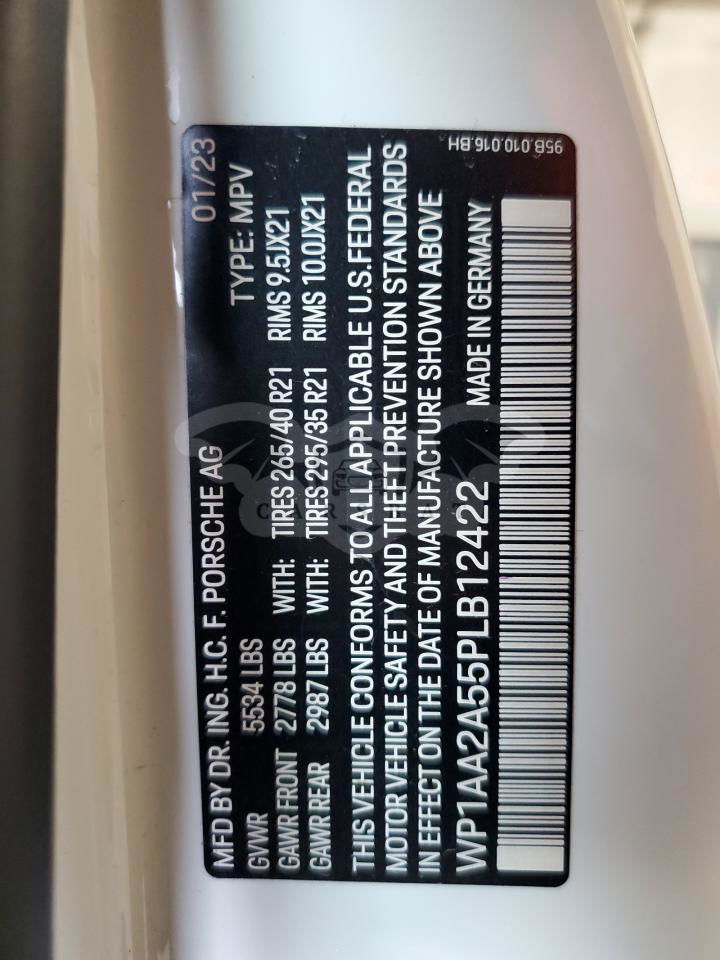 MFD BY DR. ING. H.C. F. PORSCHE AG 01/23
GVWR 5534 LBS TYPE: MPV
GAWR FRONT 2778 LBS WITH: TIRES 265/40 R21 RIMS 9.5JX21
GAWR REAR 2987 LBS WITH: TIRES 295/35 R21 RIMS 10.0JX21
THIS VEHICLE CONFORMS TO ALL APPLICABLE U.S. FEDERAL
MOTOR VEHICLE SAFETY AND THEFT PREVENTION STANDARDS
IN EFFECT ON THE DATE OF MANUFACTURE SHOWN ABOVE
WP1AA2A55PLB12422 MADE IN GERMANY
95B.010.016.BH